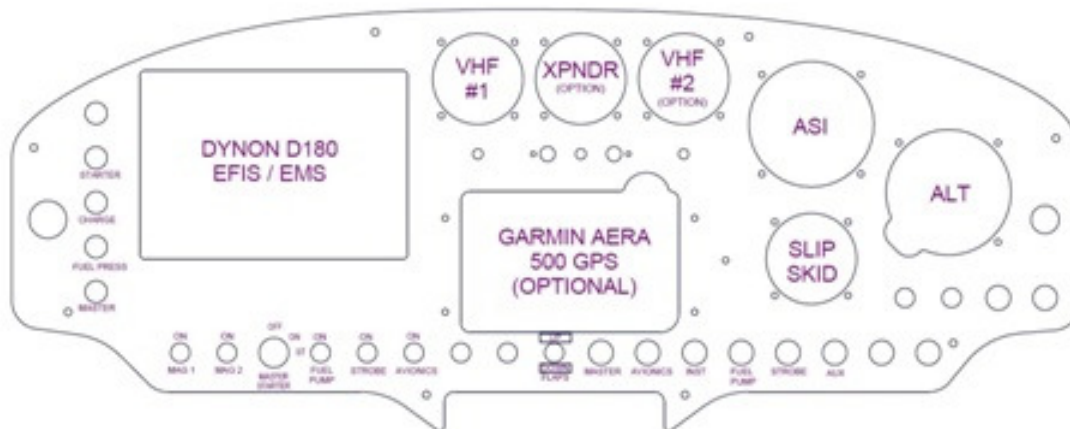 VHF
#1
XPNDR
(OPTION)
VHF
#2
(OPTION)
ASI
DYNON D180
EFIS / EMS
STARTER
CHARGE
FUEL PRESS
MASTER
ALT
GARMIN AERA
500 GPS
(OPTIONAL)
SLIP
SKID
ON
MAG 1
ON
MAG 2
OFF
ON
ST
MASTER
STARTER
ON
FUEL
PUMP
ON
STROBE
ON
AVIONICS
FLAPS
MASTER
AVIONICS
INST
FUEL
PUMP
STROBE
AUX